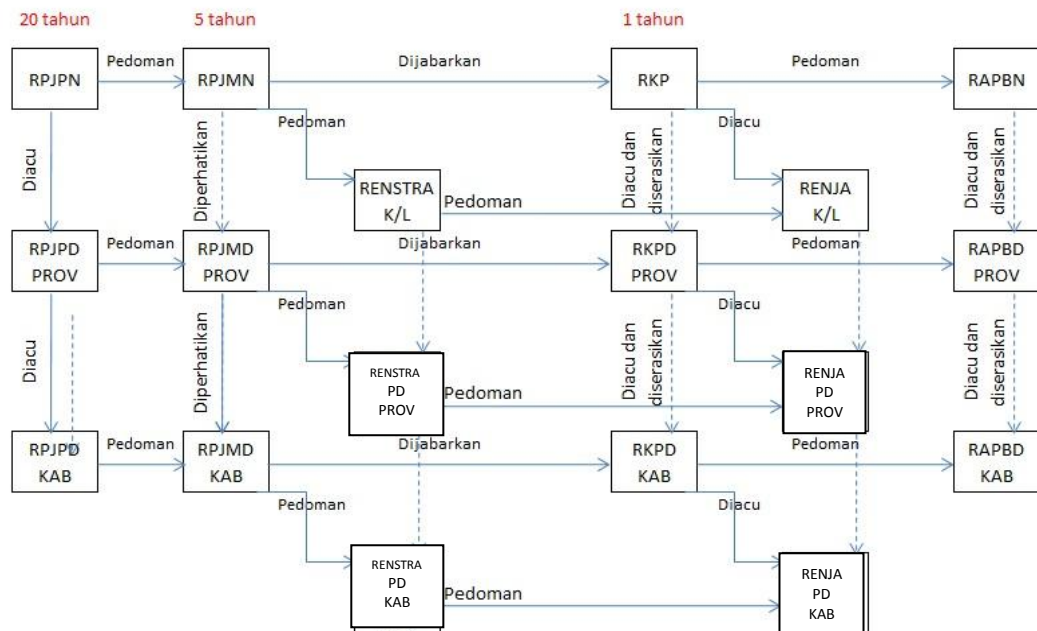 20 tahun
5 tahun
1 tahun
RPJPN
Pedoman
RPJMN
Dijabarkan
RKP
Pedoman
RAPBN
Diacu
Diperhatikan
Pedoman
Diacu dan
diserasikan
Diacu
Diacu dan
diserasikan
RENSTRA
K/L
Pedoman
RENJA
K/L
RPJPD
PROV
Pedoman
RPJMD
PROV
Dijabarkan
RKPD
PROV
Pedoman
RAPBD
PROV
Diacu
Diperhatikan
Pedoman
Diacu dan
diserasikan
Diacu
Diacu dan
diserasikan
RENSTRA
PD
PROV
Pedoman
RENJA
PD
PROV
RPJPD
KAB
Pedoman
RPJMD
KAB
Dijabarkan
RKPD
KAB
Pedoman
RAPBD
KAB
Pedoman
Diacu
RENSTRA
PD
KAB
Pedoman
RENJA
PD
KAB